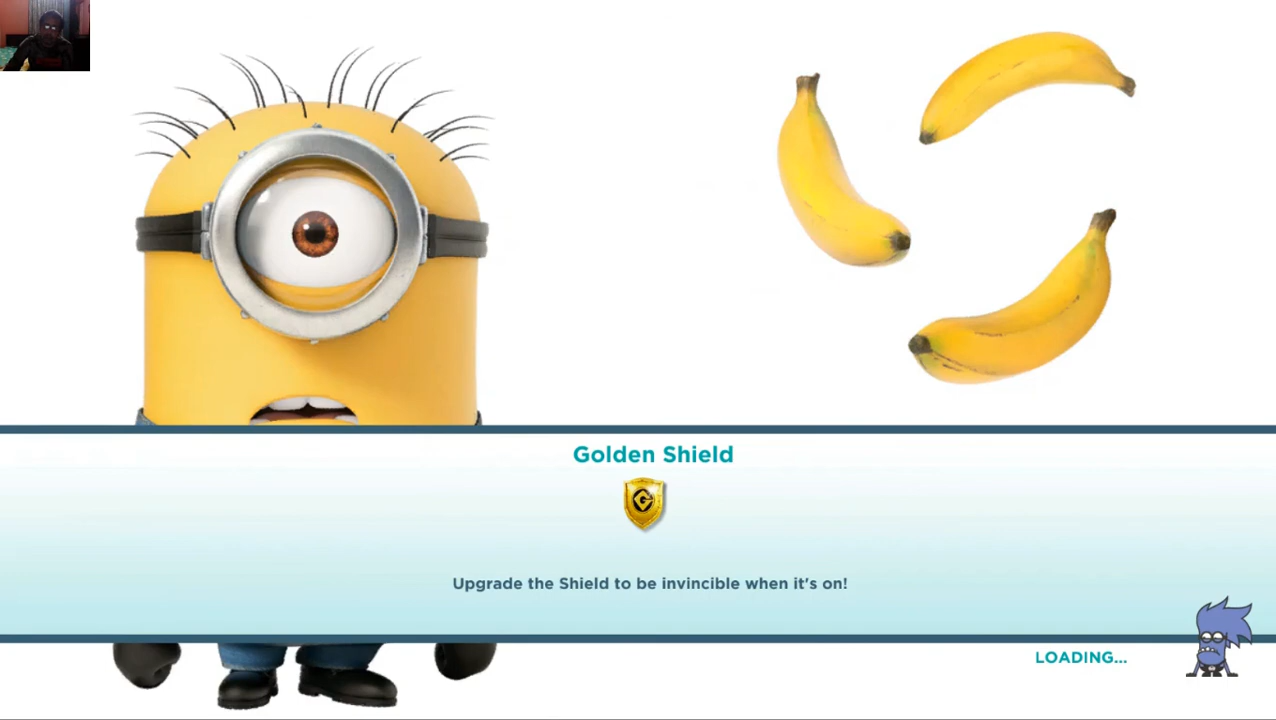 Golden Shield
G
Upgrade the Shield to be invincible when it's on!
LOADING...